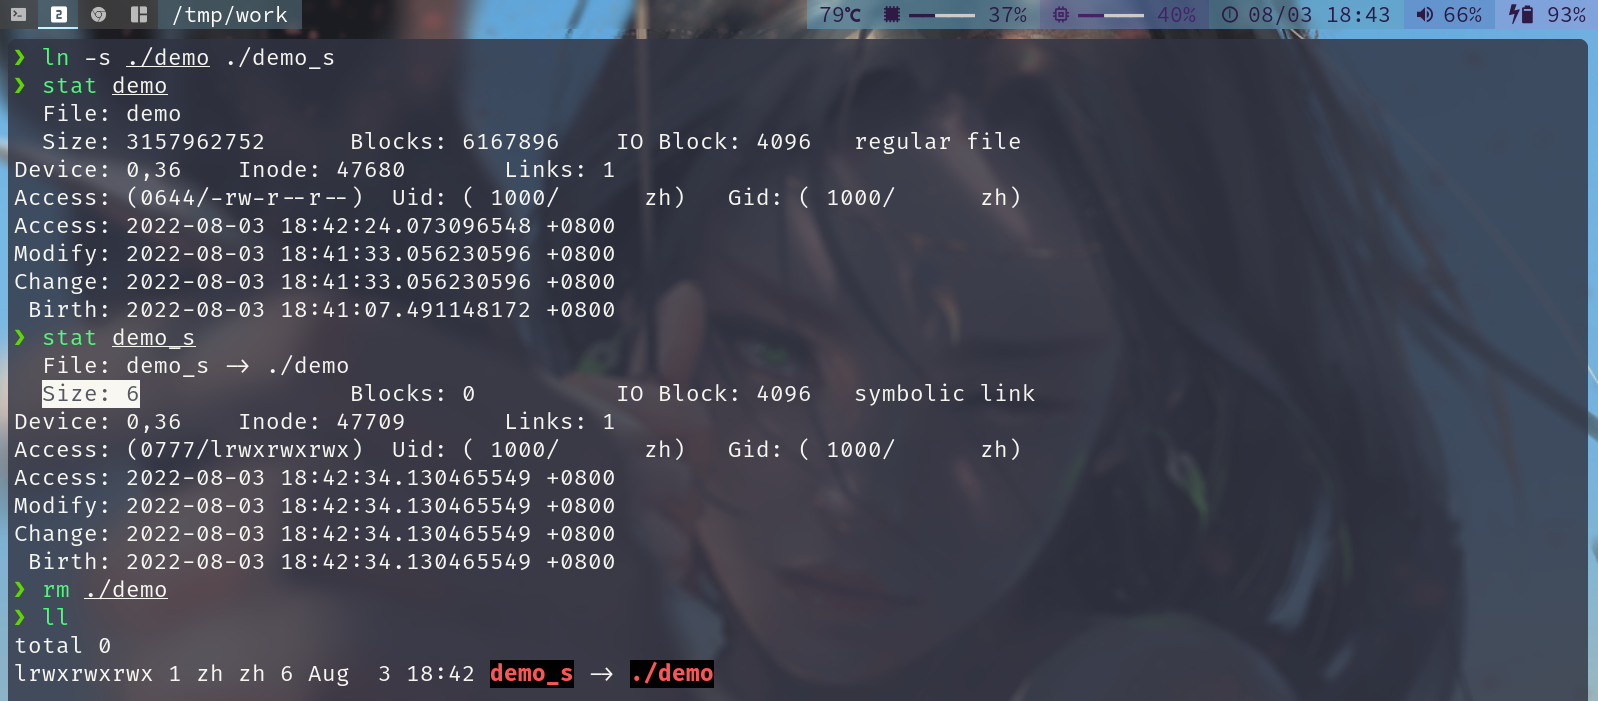 2 /tmp/work 79℃ 37% 40% 08/03 18:43 66% 93%
❯ ln -s ./demo ./demo_s
❯ stat demo
  File: demo
  Size: 3157962752      Blocks: 6167896    IO Block: 4096   regular file
Device: 0,36    Inode: 47680       Links: 1
Access: (0644/-rw-r--r--)  Uid: ( 1000/      zh)   Gid: ( 1000/      zh)
Access: 2022-08-03 18:42:24.073096548 +0800
Modify: 2022-08-03 18:41:33.056230596 +0800
Change: 2022-08-03 18:41:33.056230596 +0800
 Birth: 2022-08-03 18:41:07.491148172 +0800
❯ stat demo_s
  File: demo_s -> ./demo
  Size: 6               Blocks: 0          IO Block: 4096   symbolic link
Device: 0,36    Inode: 47709       Links: 1
Access: (0777/lrwxrwxrwx)  Uid: ( 1000/      zh)   Gid: ( 1000/      zh)
Access: 2022-08-03 18:42:34.130465549 +0800
Modify: 2022-08-03 18:42:34.130465549 +0800
Change: 2022-08-03 18:42:34.130465549 +0800
 Birth: 2022-08-03 18:42:34.130465549 +0800
❯ rm ./demo
❯ ll
total 0
lrwxrwxrwx 1 zh zh 6 Aug  3 18:42 demo_s -> ./demo